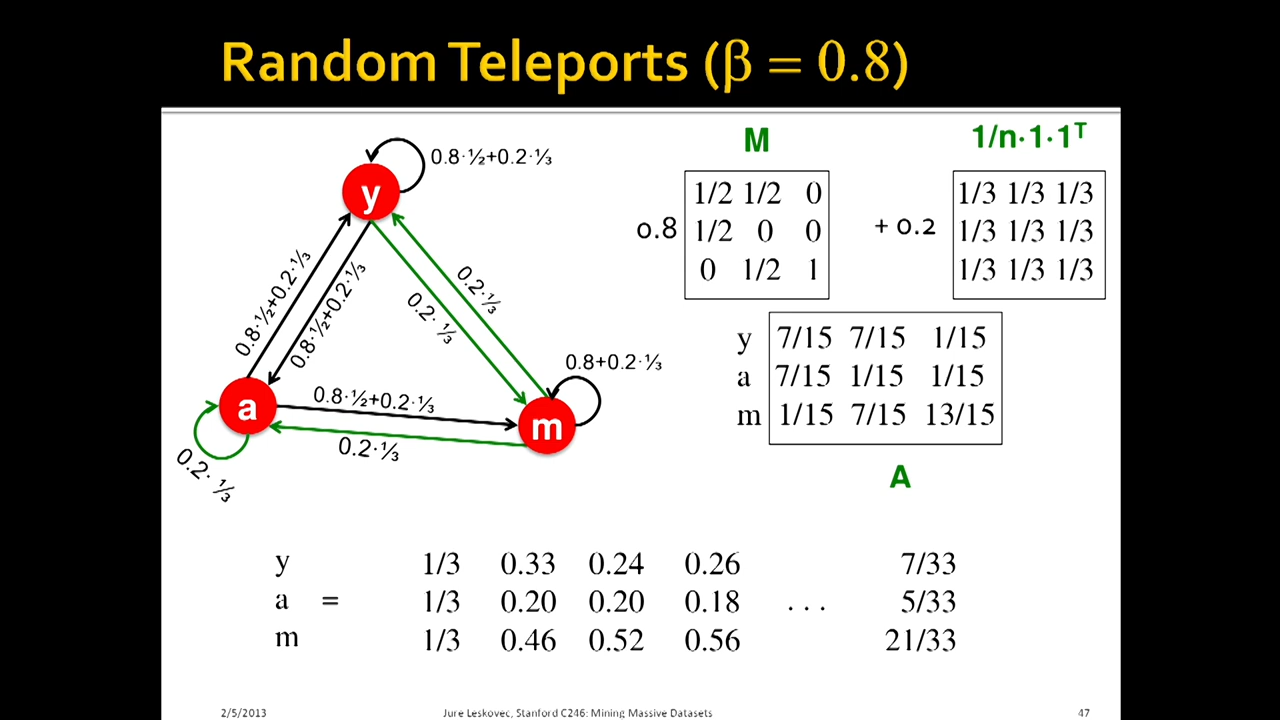 Random Teleports (β = 0.8)
y
a
m
0.8·½+0.2·⅓
0.8·½+0.2·⅓
0.8·½+0.2·⅓
0.2·⅓
0.2· ⅓
0.8+0.2·⅓
0.8·½+0.2·⅓
0.2·⅓
0.2· ⅓
M
1/n·1·1ᵀ
0.8
1/2 1/2 0
1/2 0 0
0 1/2 1
+ 0.2
1/3 1/3 1/3
1/3 1/3 1/3
1/3 1/3 1/3
y 7/15 7/15 1/15
a 7/15 1/15 1/15
m 1/15 7/15 13/15
A
y 1/3 0.33 0.24 0.26 7/33
a = 1/3 0.20 0.20 0.18 . . . 5/33
m 1/3 0.46 0.52 0.56 21/33
2/5/2013
Jure Leskovec, Stanford C246: Mining Massive Datasets
47